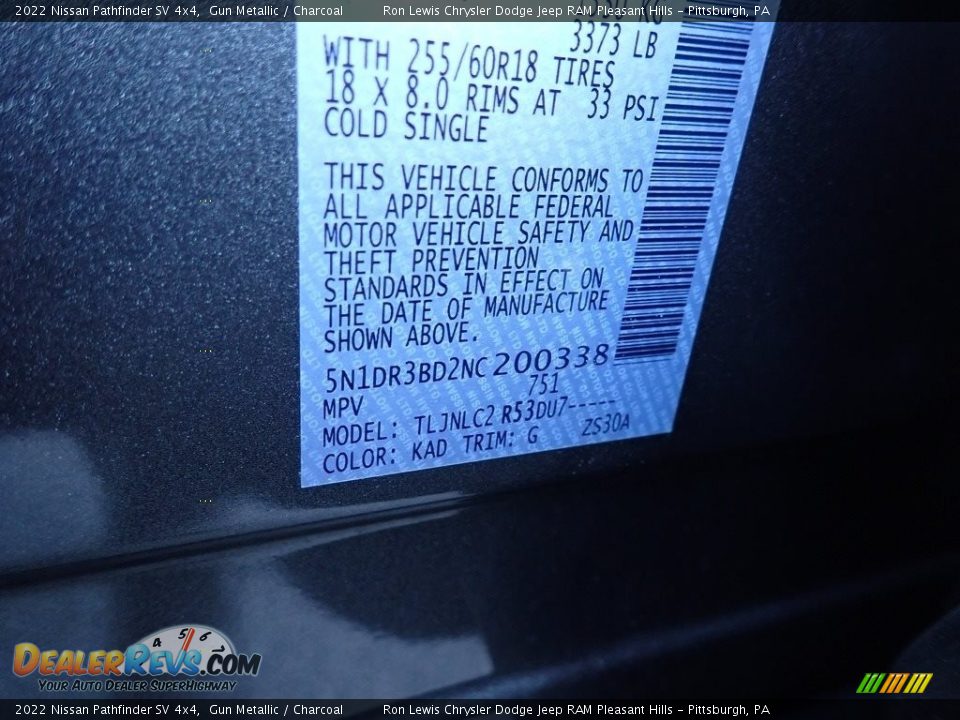 2022 Nissan Pathfinder SV 4x4, Gun Metallic / Charcoal Ron Lewis Chrysler Dodge Jeep RAM Pleasant Hills - Pittsburgh, PA
3373 LB
WITH 255/60R18 TIRES
18 X 8.0 RIMS AT 33 PSI
COLD SINGLE
THIS VEHICLE CONFORMS TO
ALL APPLICABLE FEDERAL
MOTOR VEHICLE SAFETY AND
THEFT PREVENTION
STANDARDS IN EFFECT ON
THE DATE OF MANUFACTURE
SHOWN ABOVE.
5N1DR3BD2NC200338
MPV 751
MODEL: TLJNLC2 R53DU7-----
COLOR: KAD TRIM: G ZS30A
4 5 6
DEALERREVS.COM
YOUR AUTO DEALER SUPERHIGHWAY
2022 Nissan Pathfinder SV 4x4, Gun Metallic / Charcoal Ron Lewis Chrysler Dodge Jeep RAM Pleasant Hills - Pittsburgh, PA